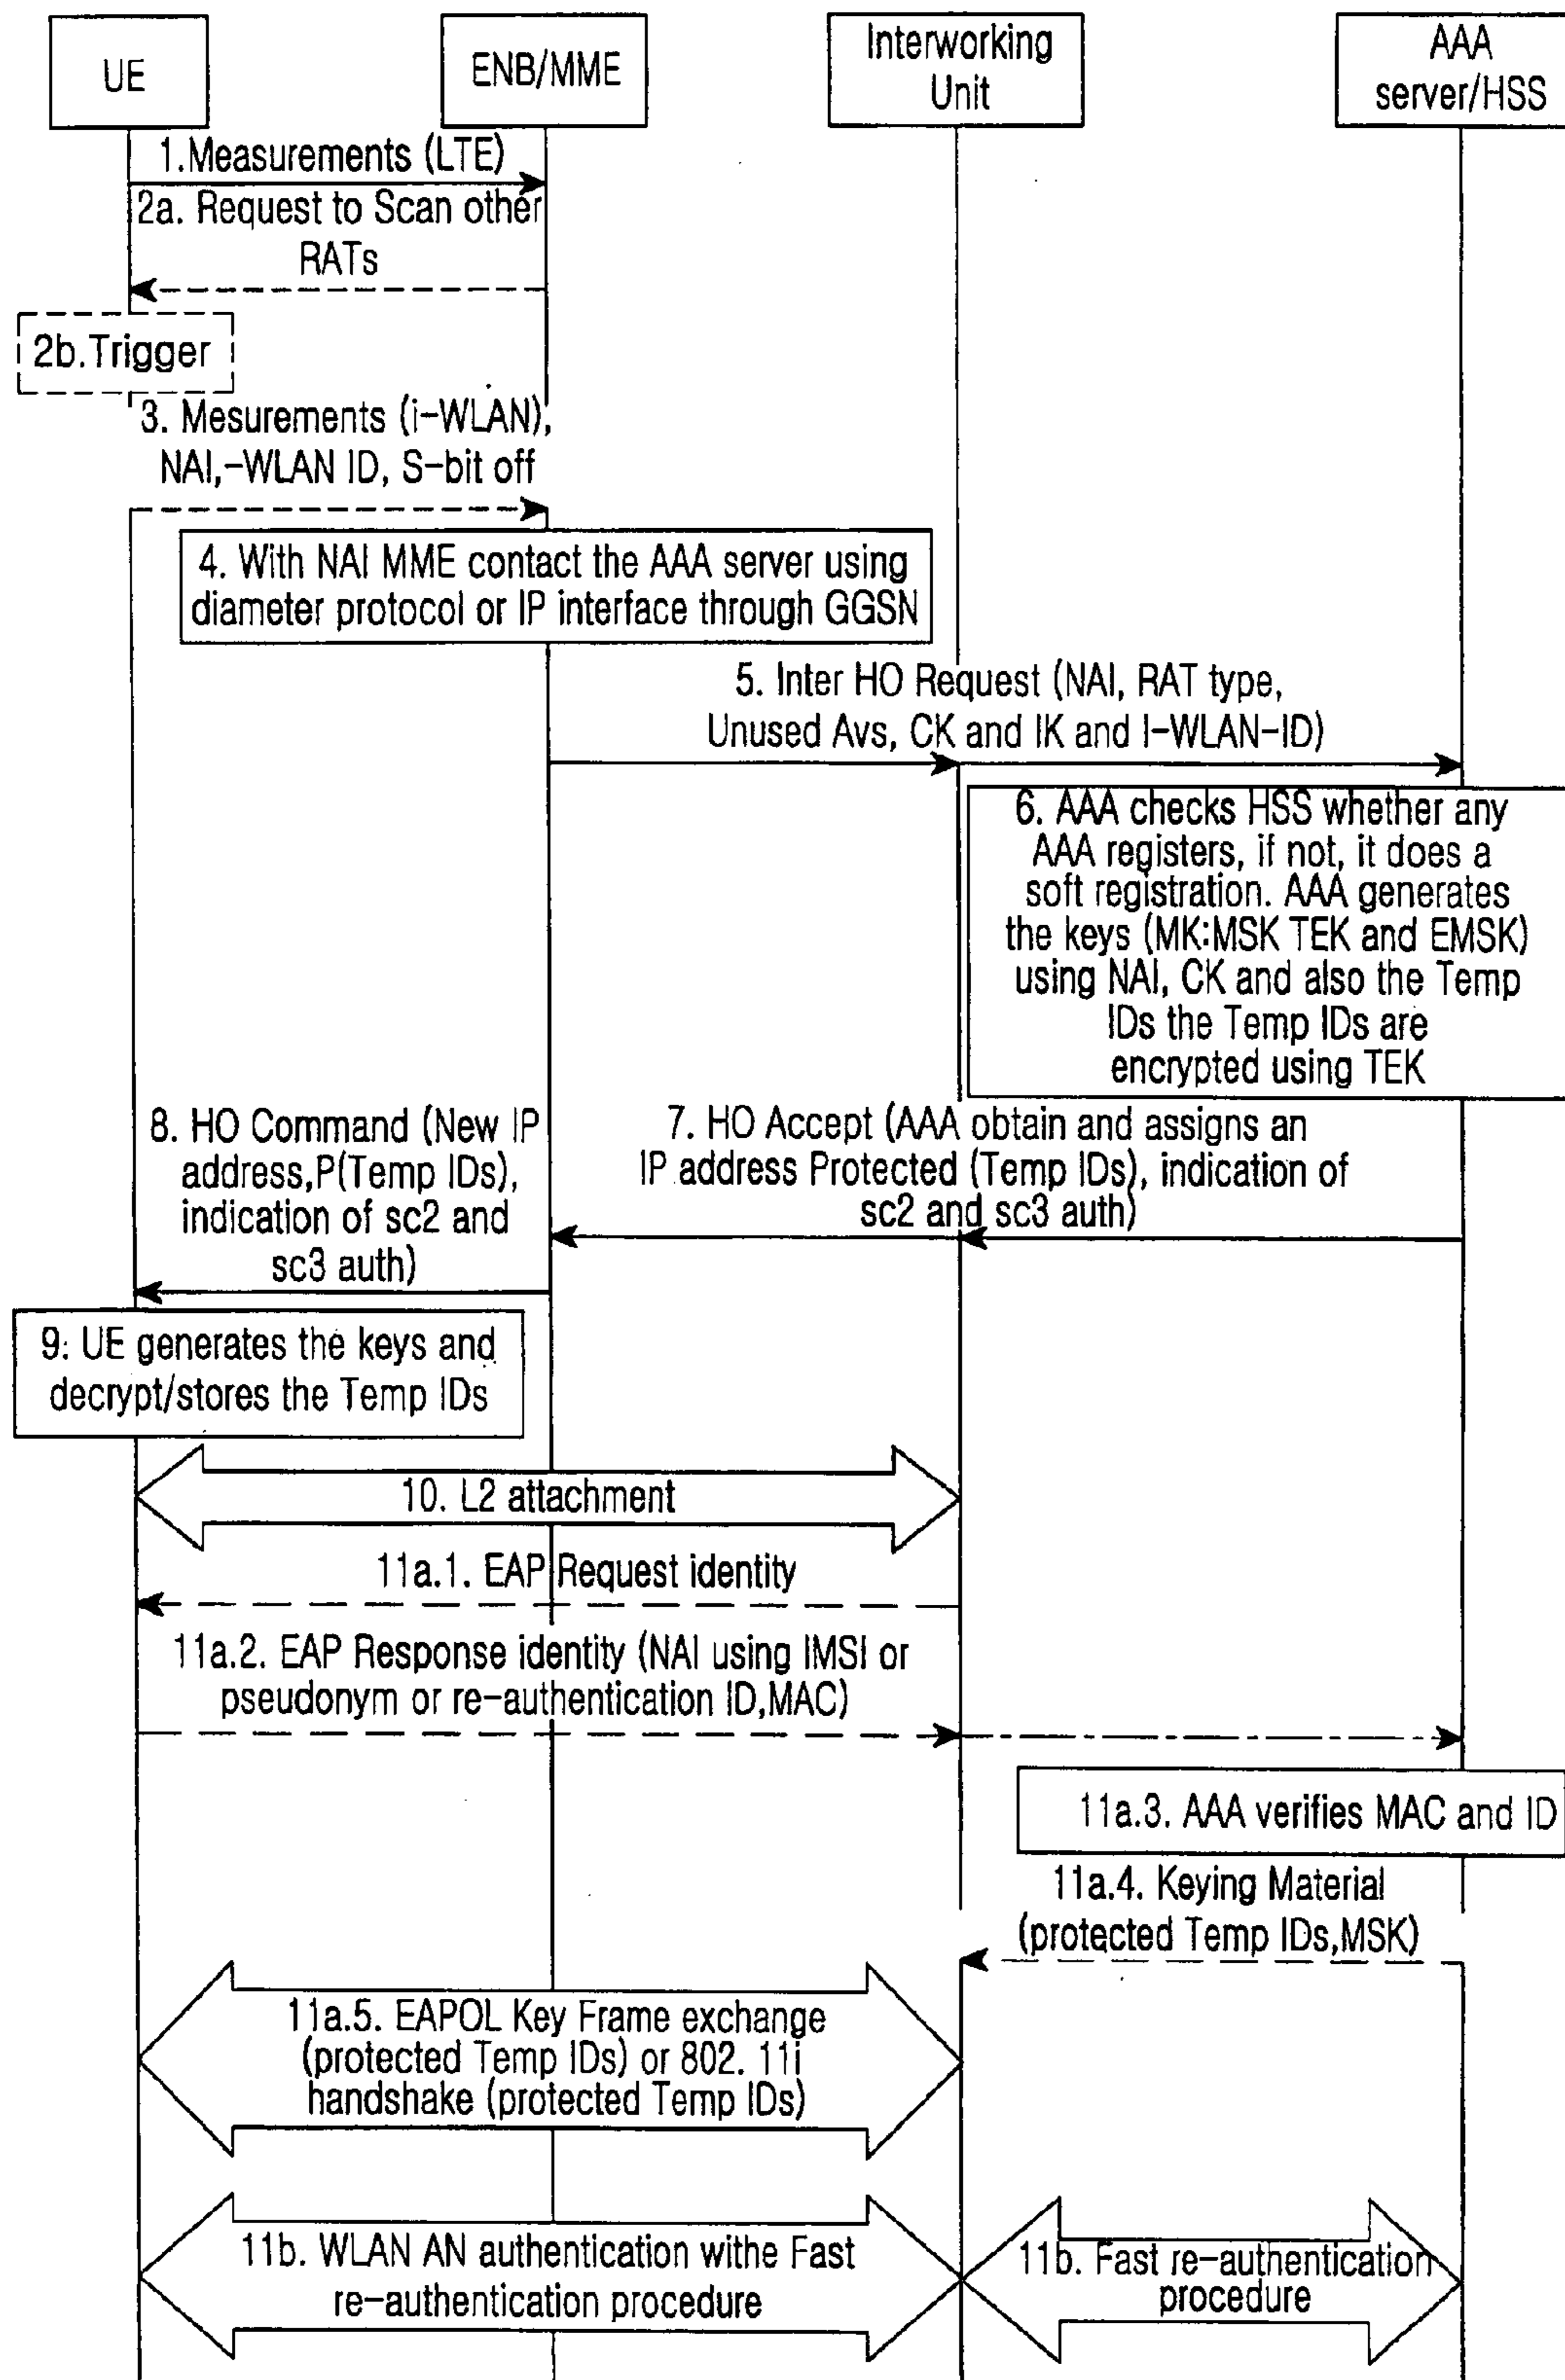 UE
ENB/MME
Interworking
Unit
AAA
server/HSS
1.Measurements (LTE)
2a. Request to Scan other
RATs
2b.Trigger
3. Mesurements (i-WLAN),
NAI,-WLAN ID, S-bit off
4. With NAI MME contact the AAA server using
diameter protocol or IP interface through GGSN
5. Inter HO Request (NAI, RAT type,
Unused Avs, CK and IK and I-WLAN-ID)
6. AAA checks HSS whether any
AAA registers, if not, it does a
soft registration. AAA generates
the keys (MK:MSK TEK and EMSK)
using NAI, CK and also the Temp
IDs the Temp IDs are
encrypted using TEK
7. HO Accept (AAA obtain and assigns an
IP address Protected (Temp IDs), indication of
sc2 and sc3 auth)
8. HO Command (New IP
address,P(Temp IDs),
indication of sc2 and
sc3 auth)
9: UE generates the keys and
decrypt/stores the Temp IDs
10. L2 attachment
11a.1. EAP Request identity
11a.2. EAP Response identity (NAI using IMSI or
pseudonym or re-authentication ID,MAC)
11a.3. AAA verifies MAC and ID
11a.4. Keying Material
(protected Temp IDs,MSK)
11a.5. EAPOL Key Frame exchange
(protected Temp IDs) or 802. 11i
handshake (protected Temp IDs)
11b. WLAN AN authentication withe Fast
re-authentication procedure
11b. Fast re-authentication
procedure